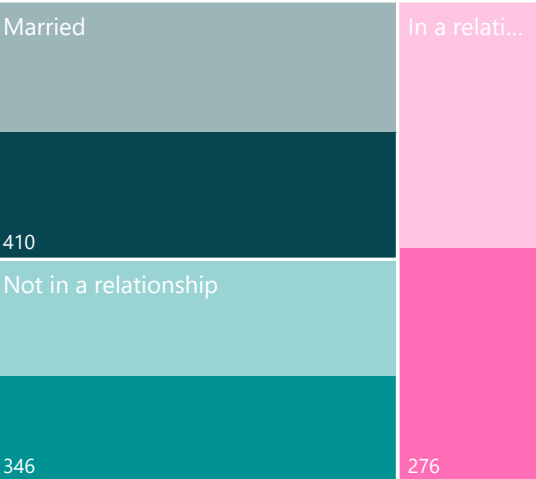 Married
410
Not in a relationship
346
In a relati...
276